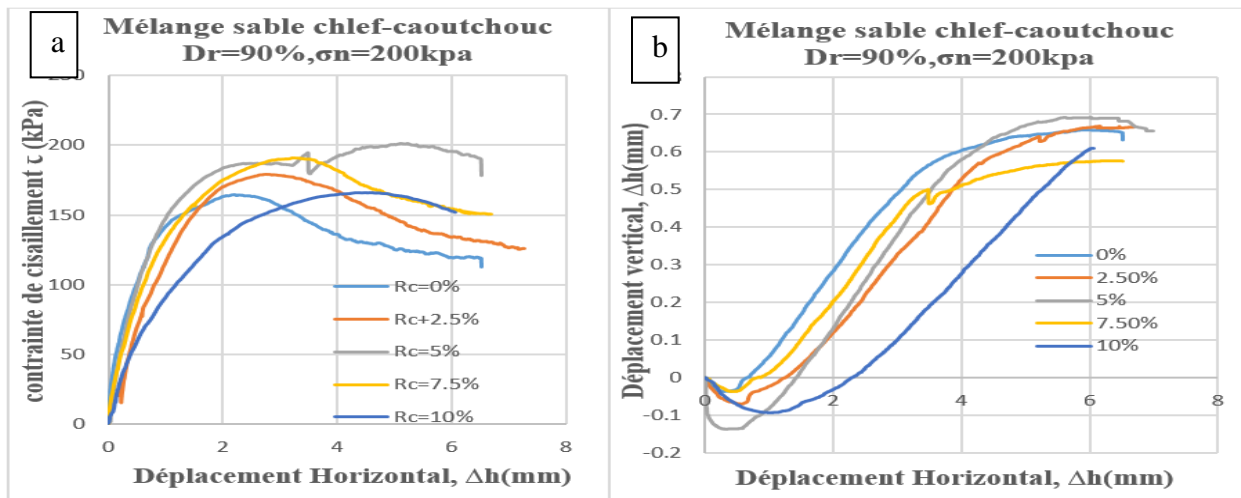 a
Mélange sable chlef-caoutchouc
Dr=90%,σn=200kpa
contrainte de cisaillement τ (kPa)
200
150
100
50
0
0 2 4 6 8
Rc=0%
Rc+2.5%
Rc=5%
Rc=7.5%
Rc=10%
Déplacement Horizontal, Δh(mm)
b
Mélange sable chlef-caoutchouc
Dr=90%,σn=200kpa
Déplacement vertical, Δh(mm)
0.7
0.6
0.5
0.4
0.3
0.2
0.1
0
-0.1
-0.2
0 2 4 6 8
0%
2.50%
5%
7.50%
10%
Déplacement Horizontal, Δh(mm)